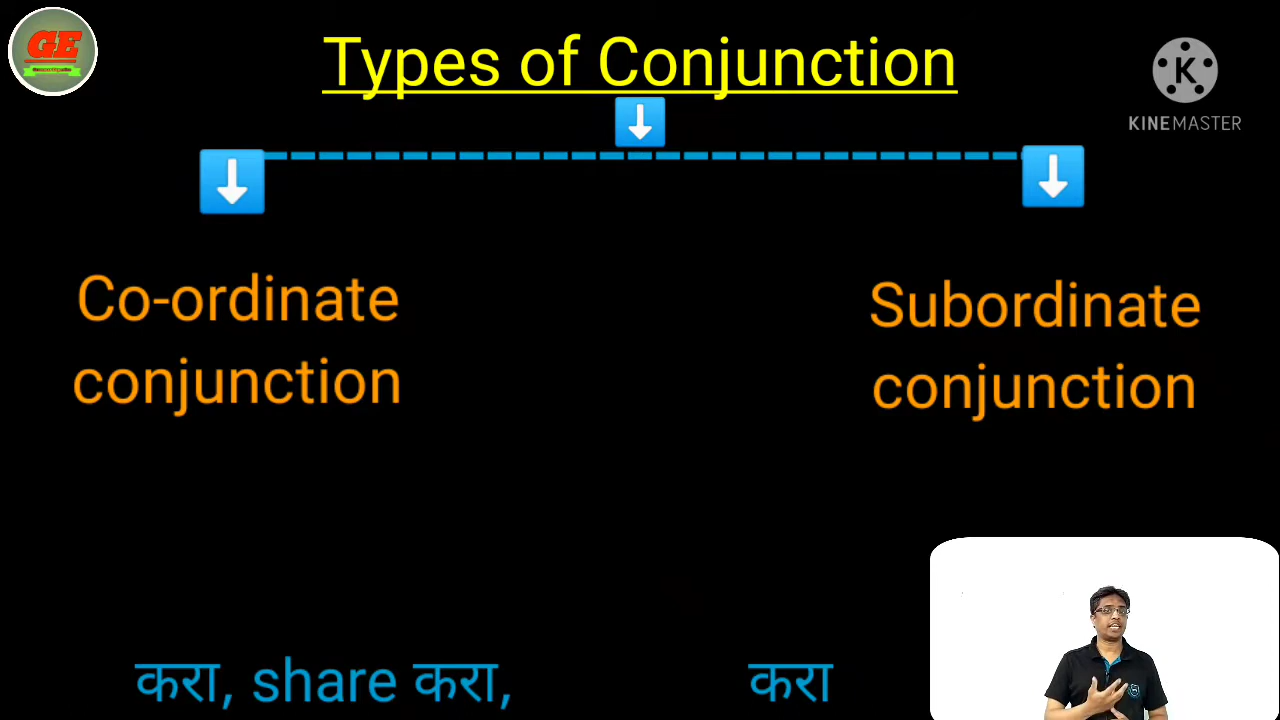 GE
Types of Conjunction
KINEMASTER
Co-ordinate
conjunction
Subordinate
conjunction
करा, share करा, करा